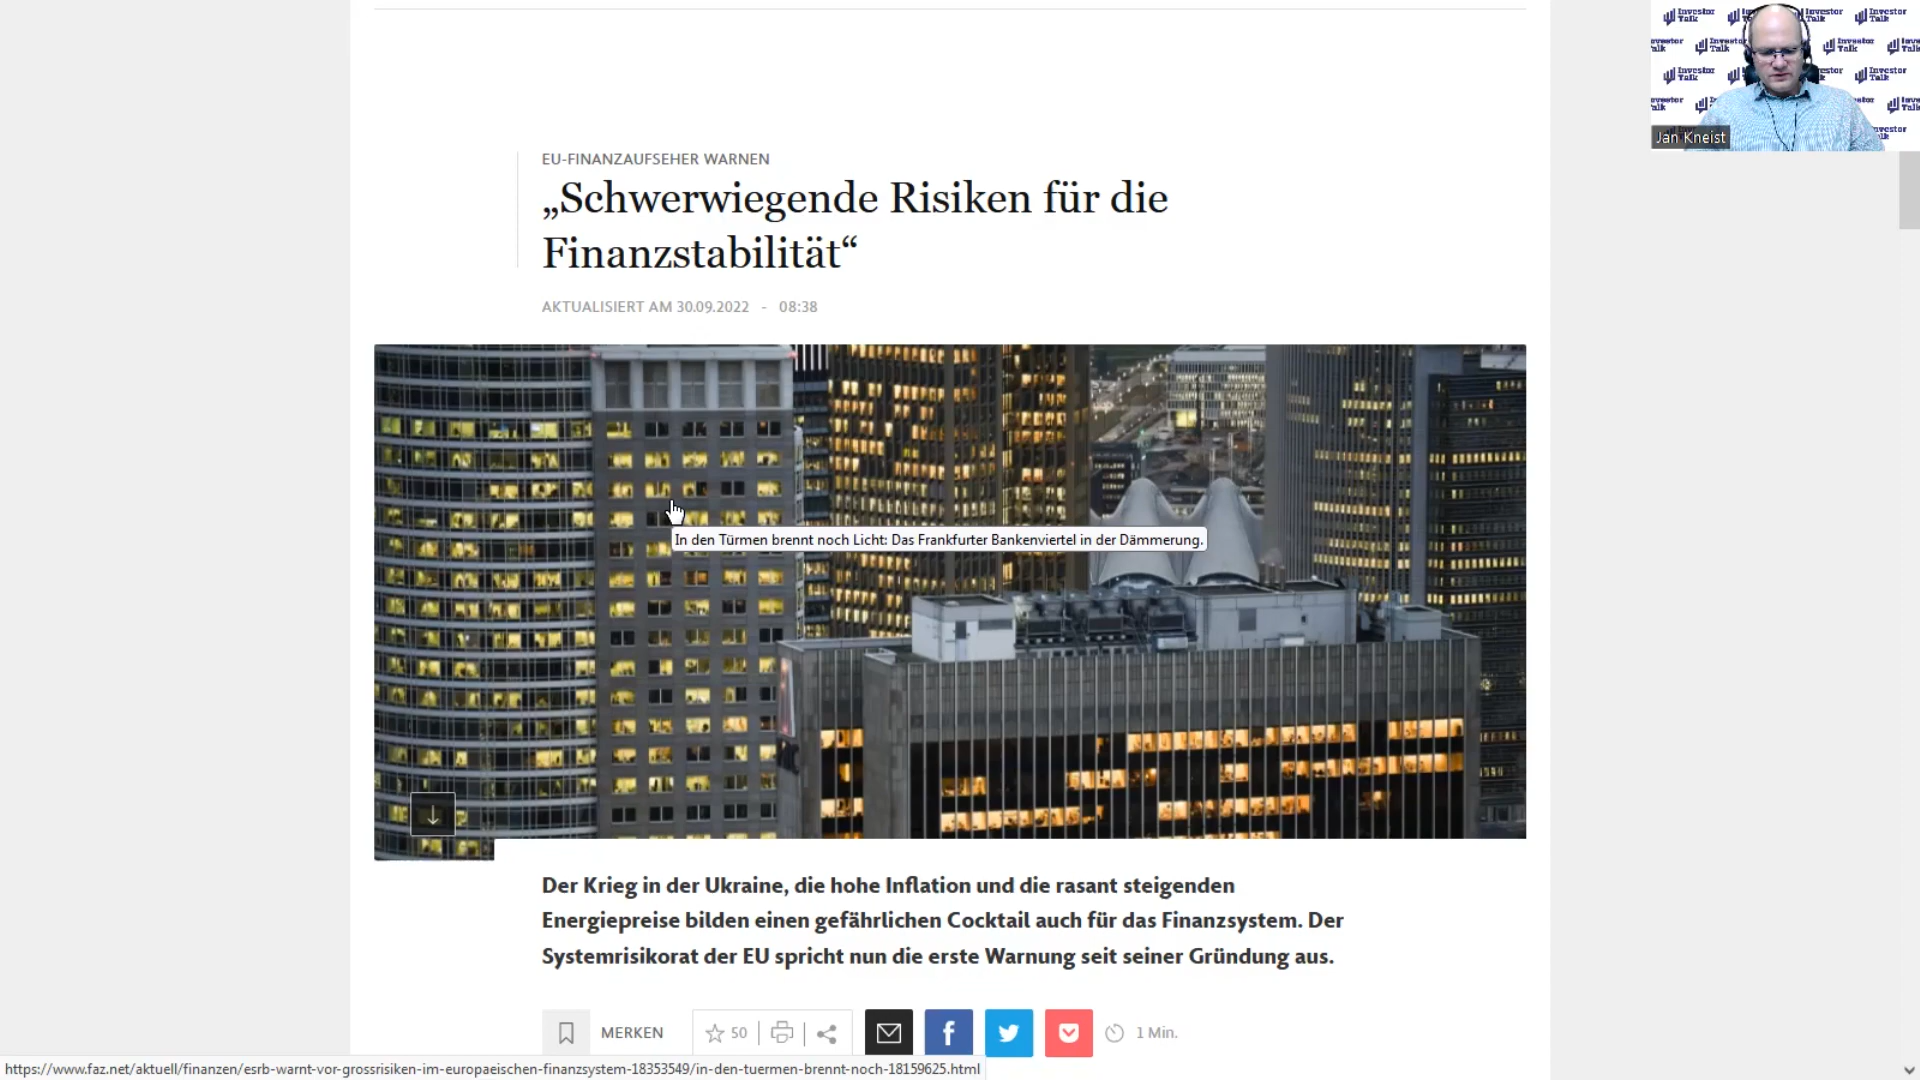 Investor
Talk
Jan Kneist
EU-FINANZAUFSEHER WARNEN
„Schwerwiegende Risiken für die
Finanzstabilität“
AKTUALISIERT AM 30.09.2022 - 08:38
In den Türmen brennt noch Licht: Das Frankfurter Bankenviertel in der Dämmerung.
Der Krieg in der Ukraine, die hohe Inflation und die rasant steigenden
Energiepreise bilden einen gefährlichen Cocktail auch für das Finanzsystem. Der
Systemrisikorat der EU spricht nun die erste Warnung seit seiner Gründung aus.
MERKEN
50
1 Min.
https://www.faz.net/aktuell/finanzen/esrb-warnt-vor-grossrisiken-im-europaeischen-finanzsystem-18353549/in-den-tuermen-brennt-noch-18159625.html